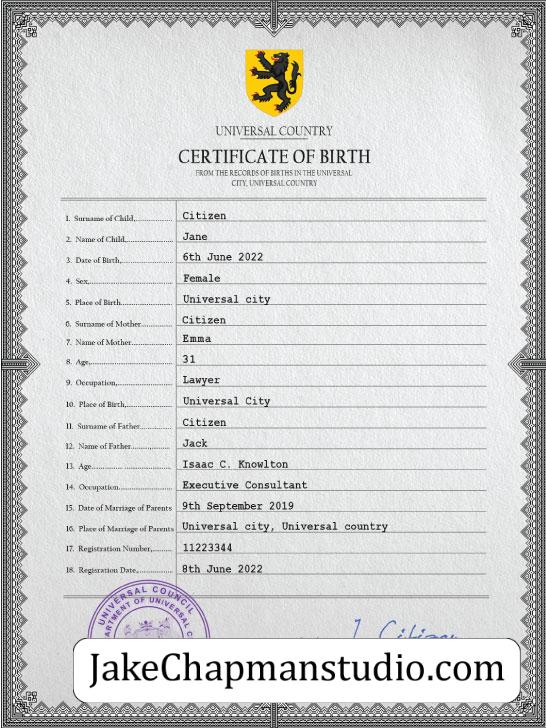 UNIVERSAL COUNTRY
CERTIFICATE OF BIRTH
FROM THE RECORDS OF BIRTHS IN THE UNIVERSAL
CITY, UNIVERSAL COUNTRY
1. Surname of Child,............... Citizen
2. Name of Child,................... Jane
3. Date of Birth,..................... 6th June 2022
4. Sex,................................ Female
5. Place of Birth..................... Universal city
6. Surname of Mother............. Citizen
7. Name of Mother.................. Emma
8. Age,................................ 31
9. Occupation,....................... Lawyer
10. Place of Birth,................... Universal City
11. Surname of Father............. Citizen
12. Name of Father................. Jack
13. Age................................ Isaac C. Knowlton
14. Occupation....................... Executive Consultant
15. Date of Marriage of Parents 9th September 2019
16. Place of Marriage of Parents Universal city, Universal country
17. Registration Number,......... 11223344
18. Regisration Date,.............. 8th June 2022
UNIVERSAL COUNCIL
ARTMENT OF UNIVERSAL C
J. Citizen
JakeChapmanstudio.com